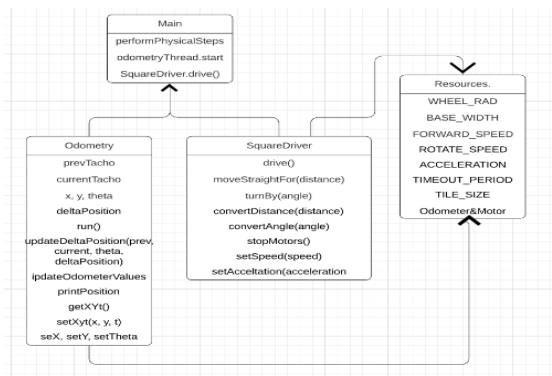 Main
performPhysicalSteps
odometryThread.start
SquareDriver.drive()
Resources.
WHEEL_RAD
BASE_WIDTH
FORWARD_SPEED
ROTATE_SPEED
ACCELERATION
TIMEOUT_PERIOD
TILE_SIZE
Odometer&Motor
Odometry
prevTacho
currentTacho
x, y, theta
deltaPosition
run()
updateDeltaPosition(prev,
current, theta,
deltaPosition)
ipdateOdometerValues
printPosition
getXYt()
setXyt(x, y, t)
seX, setY, setTheta
SquareDriver
drive()
moveStraightFor(distance)
turnBy(angle)
convertDistance(distance)
convertAngle(angle)
stopMotors()
setSpeed(speed)
setAcceltation(acceleration